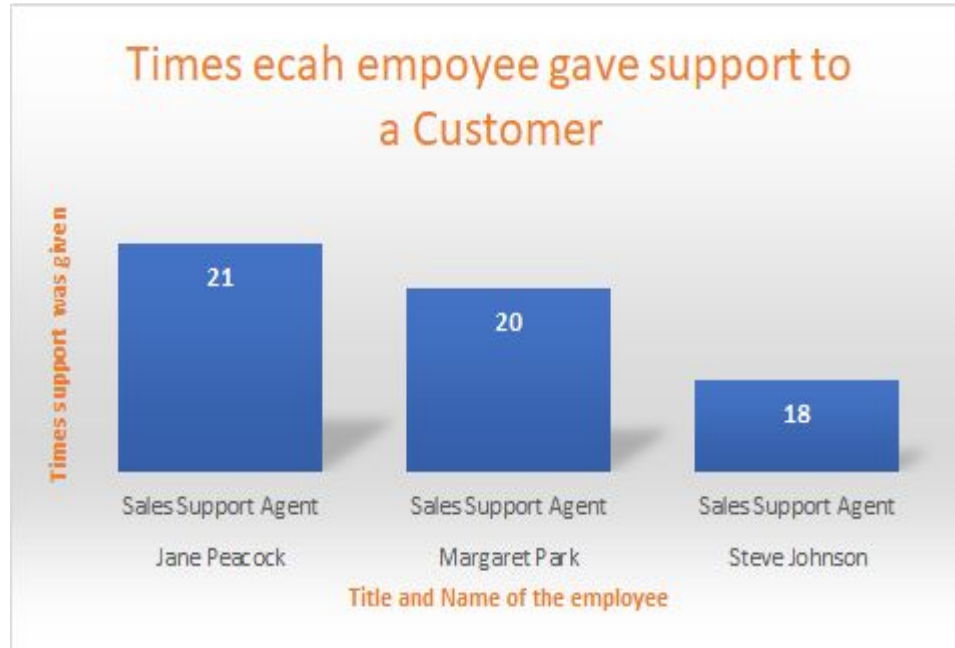 Times ecah empoyee gave support to
a Customer
Times support was given
21
20
18
Sales Support Agent
Sales Support Agent
Sales Support Agent
Jane Peacock
Margaret Park
Steve Johnson
Title and Name of the employee